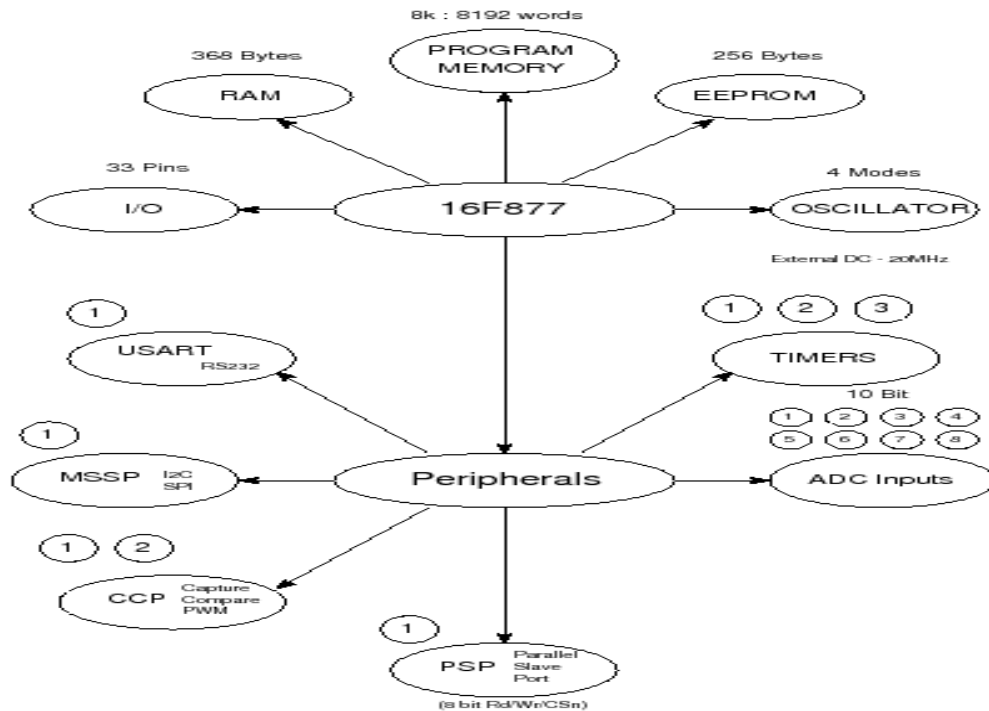 8k : 8192 words
PROGRAM
MEMORY
368 Bytes
RAM
256 Bytes
EEPROM
33 Pins
I/O
16F877
4 Modes
OSCILLATOR
External DC - 20MHz
1
USART
RS232
1 2 3
TIMERS
10 Bit
1 2 3 4
5 6 7 8
ADC Inputs
1
MSSP
I2C
SPI
Peripherals
1 2
CCP
Capture
Compare
PWM
1
PSP
Parallel
Slave
Port
(8 bit Rd/Wr/CSn)